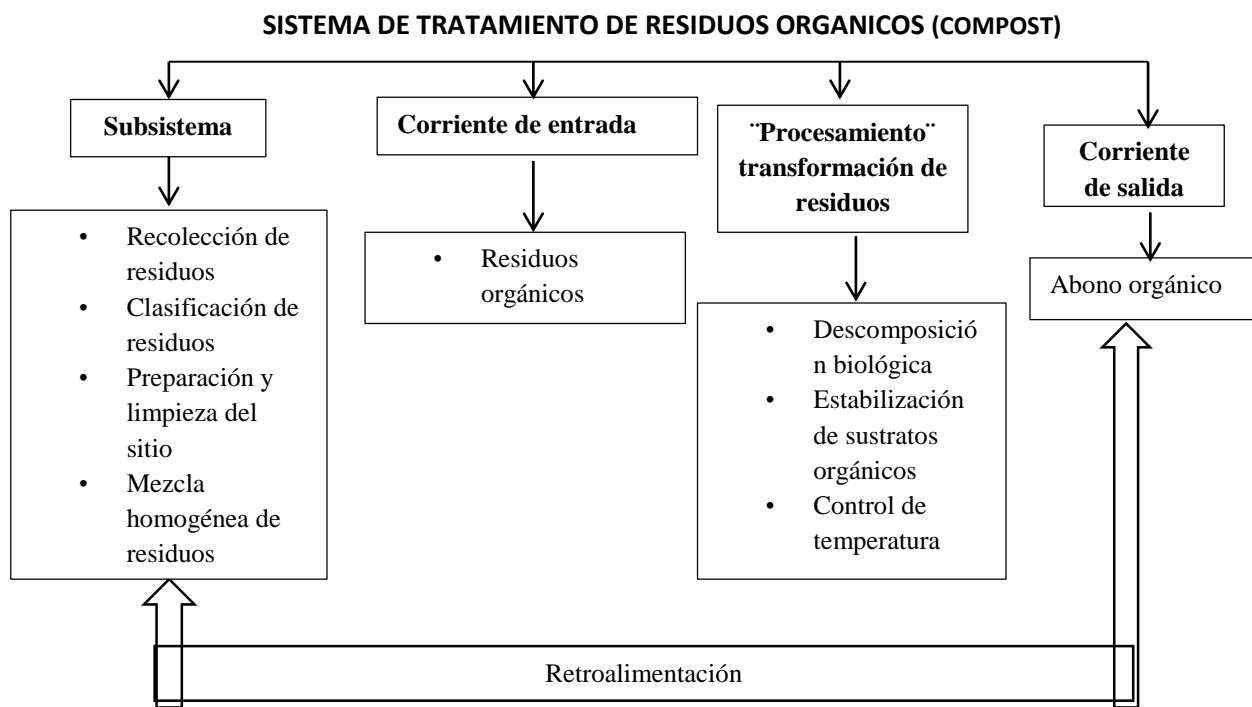 SISTEMA DE TRATAMIENTO DE RESIDUOS ORGANICOS (COMPOST)
Subsistema
• Recolección de
residuos
• Clasificación de
residuos
• Preparación y
limpieza del
sitio
• Mezcla
homogénea de
residuos
Corriente de entrada
• Residuos
orgánicos
¨Procesamiento¨
transformación de
residuos
• Descomposició
n biológica
• Estabilización
de sustratos
orgánicos
• Control de
temperatura
Corriente
de salida
Abono orgánico
Retroalimentación